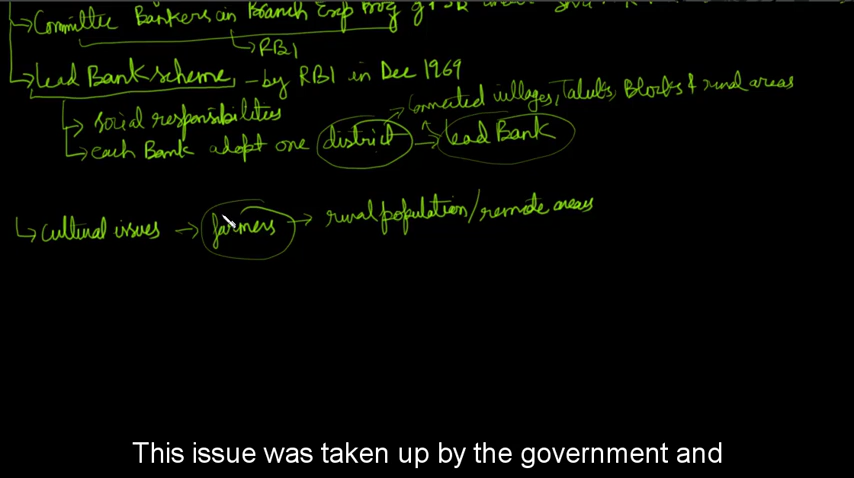 ↳ Committee Bankers on Branch Exp Prog
↳ RBI
↳ Lead Bank scheme, – by RBI in Dec 1969
↳ social responsibilities
→ Connected villages, Taluks, Blocks & rural areas
↳ each Bank adopt one district → lead Bank
↳ cultural issues → farmers → rural population/remote areas
This issue was taken up by the government and